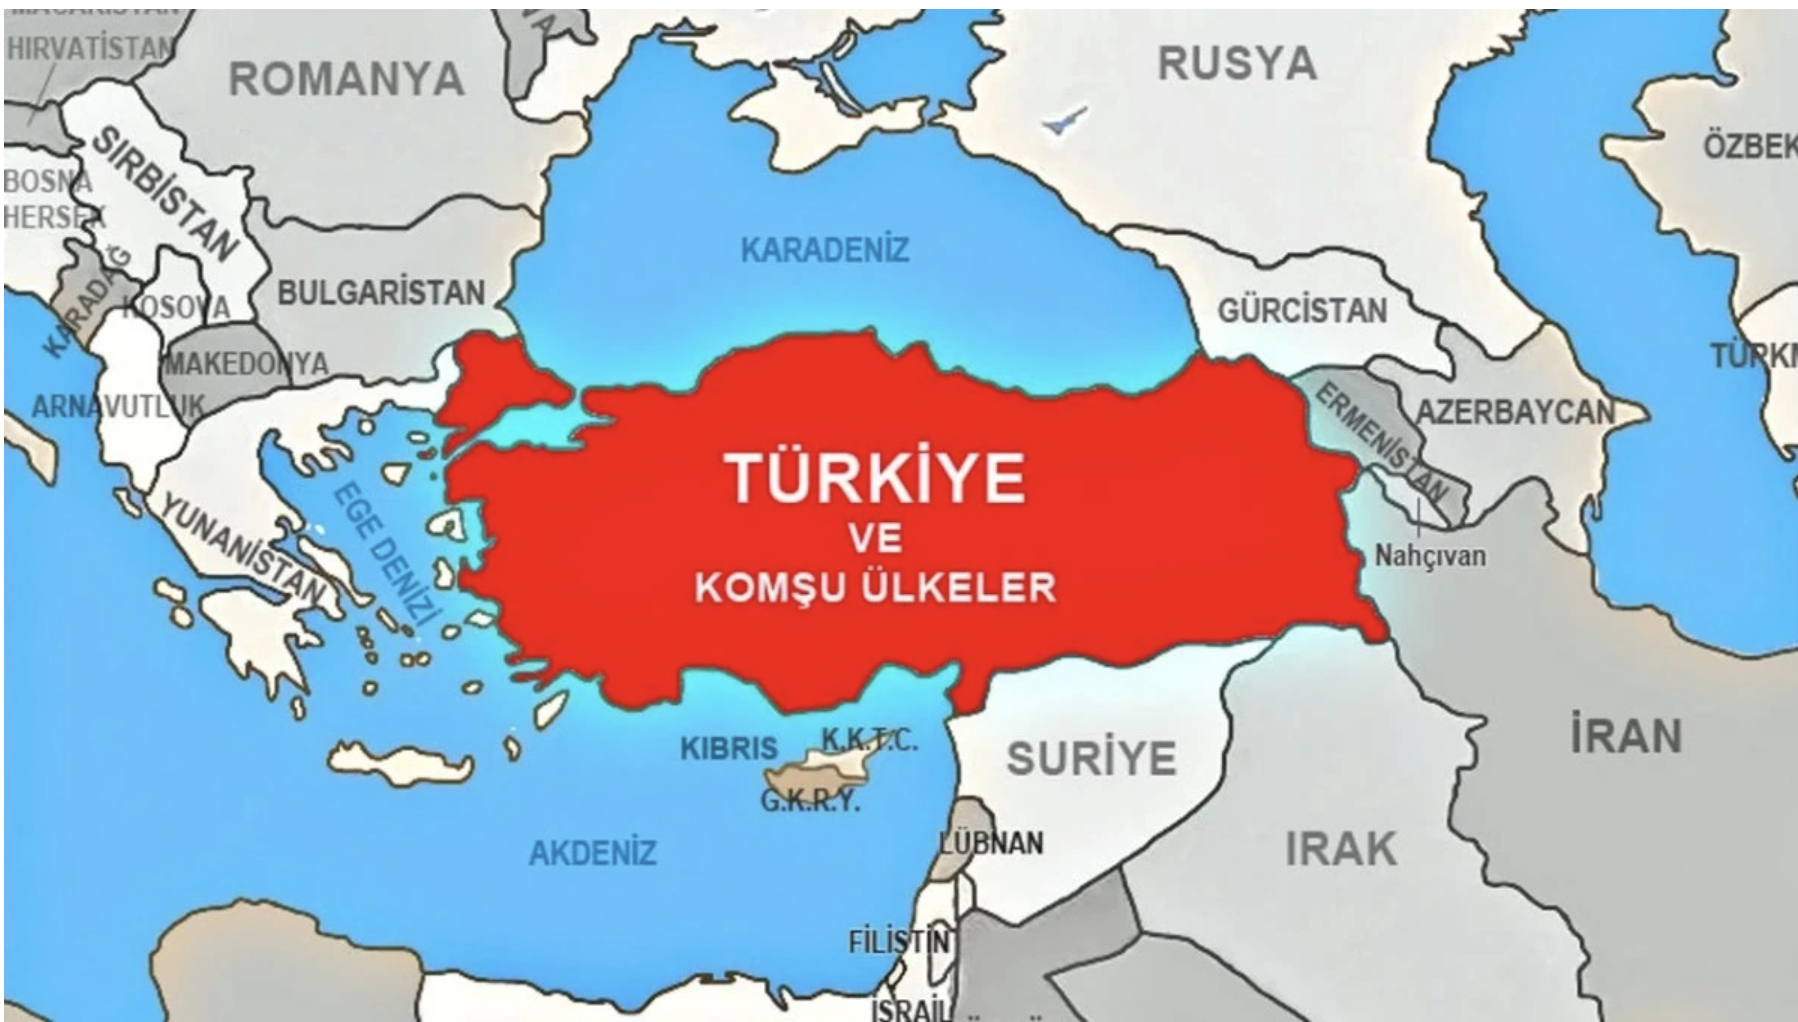 MACARİSTAN
HIRVATİSTAN
ROMANYA
RUSYA
ÖZBEK
SIRBİSTAN
BOSNA
HERSEK
KARADAĞ
KOSOVA
BULGARİSTAN
KARADENİZ
GÜRCİSTAN
MAKEDONYA
ARNAVUTLUK
ERMENİSTAN
AZERBAYCAN
TÜRKM
YUNANİSTAN
EGE DENİZİ
TÜRKİYE
VE
KOMŞU ÜLKELER
Nahçıvan
KIBRIS
K.K.T.C.
G.K.R.Y.
SURİYE
İRAN
AKDENİZ
LÜBNAN
IRAK
FİLİSTİN
İSRAİL